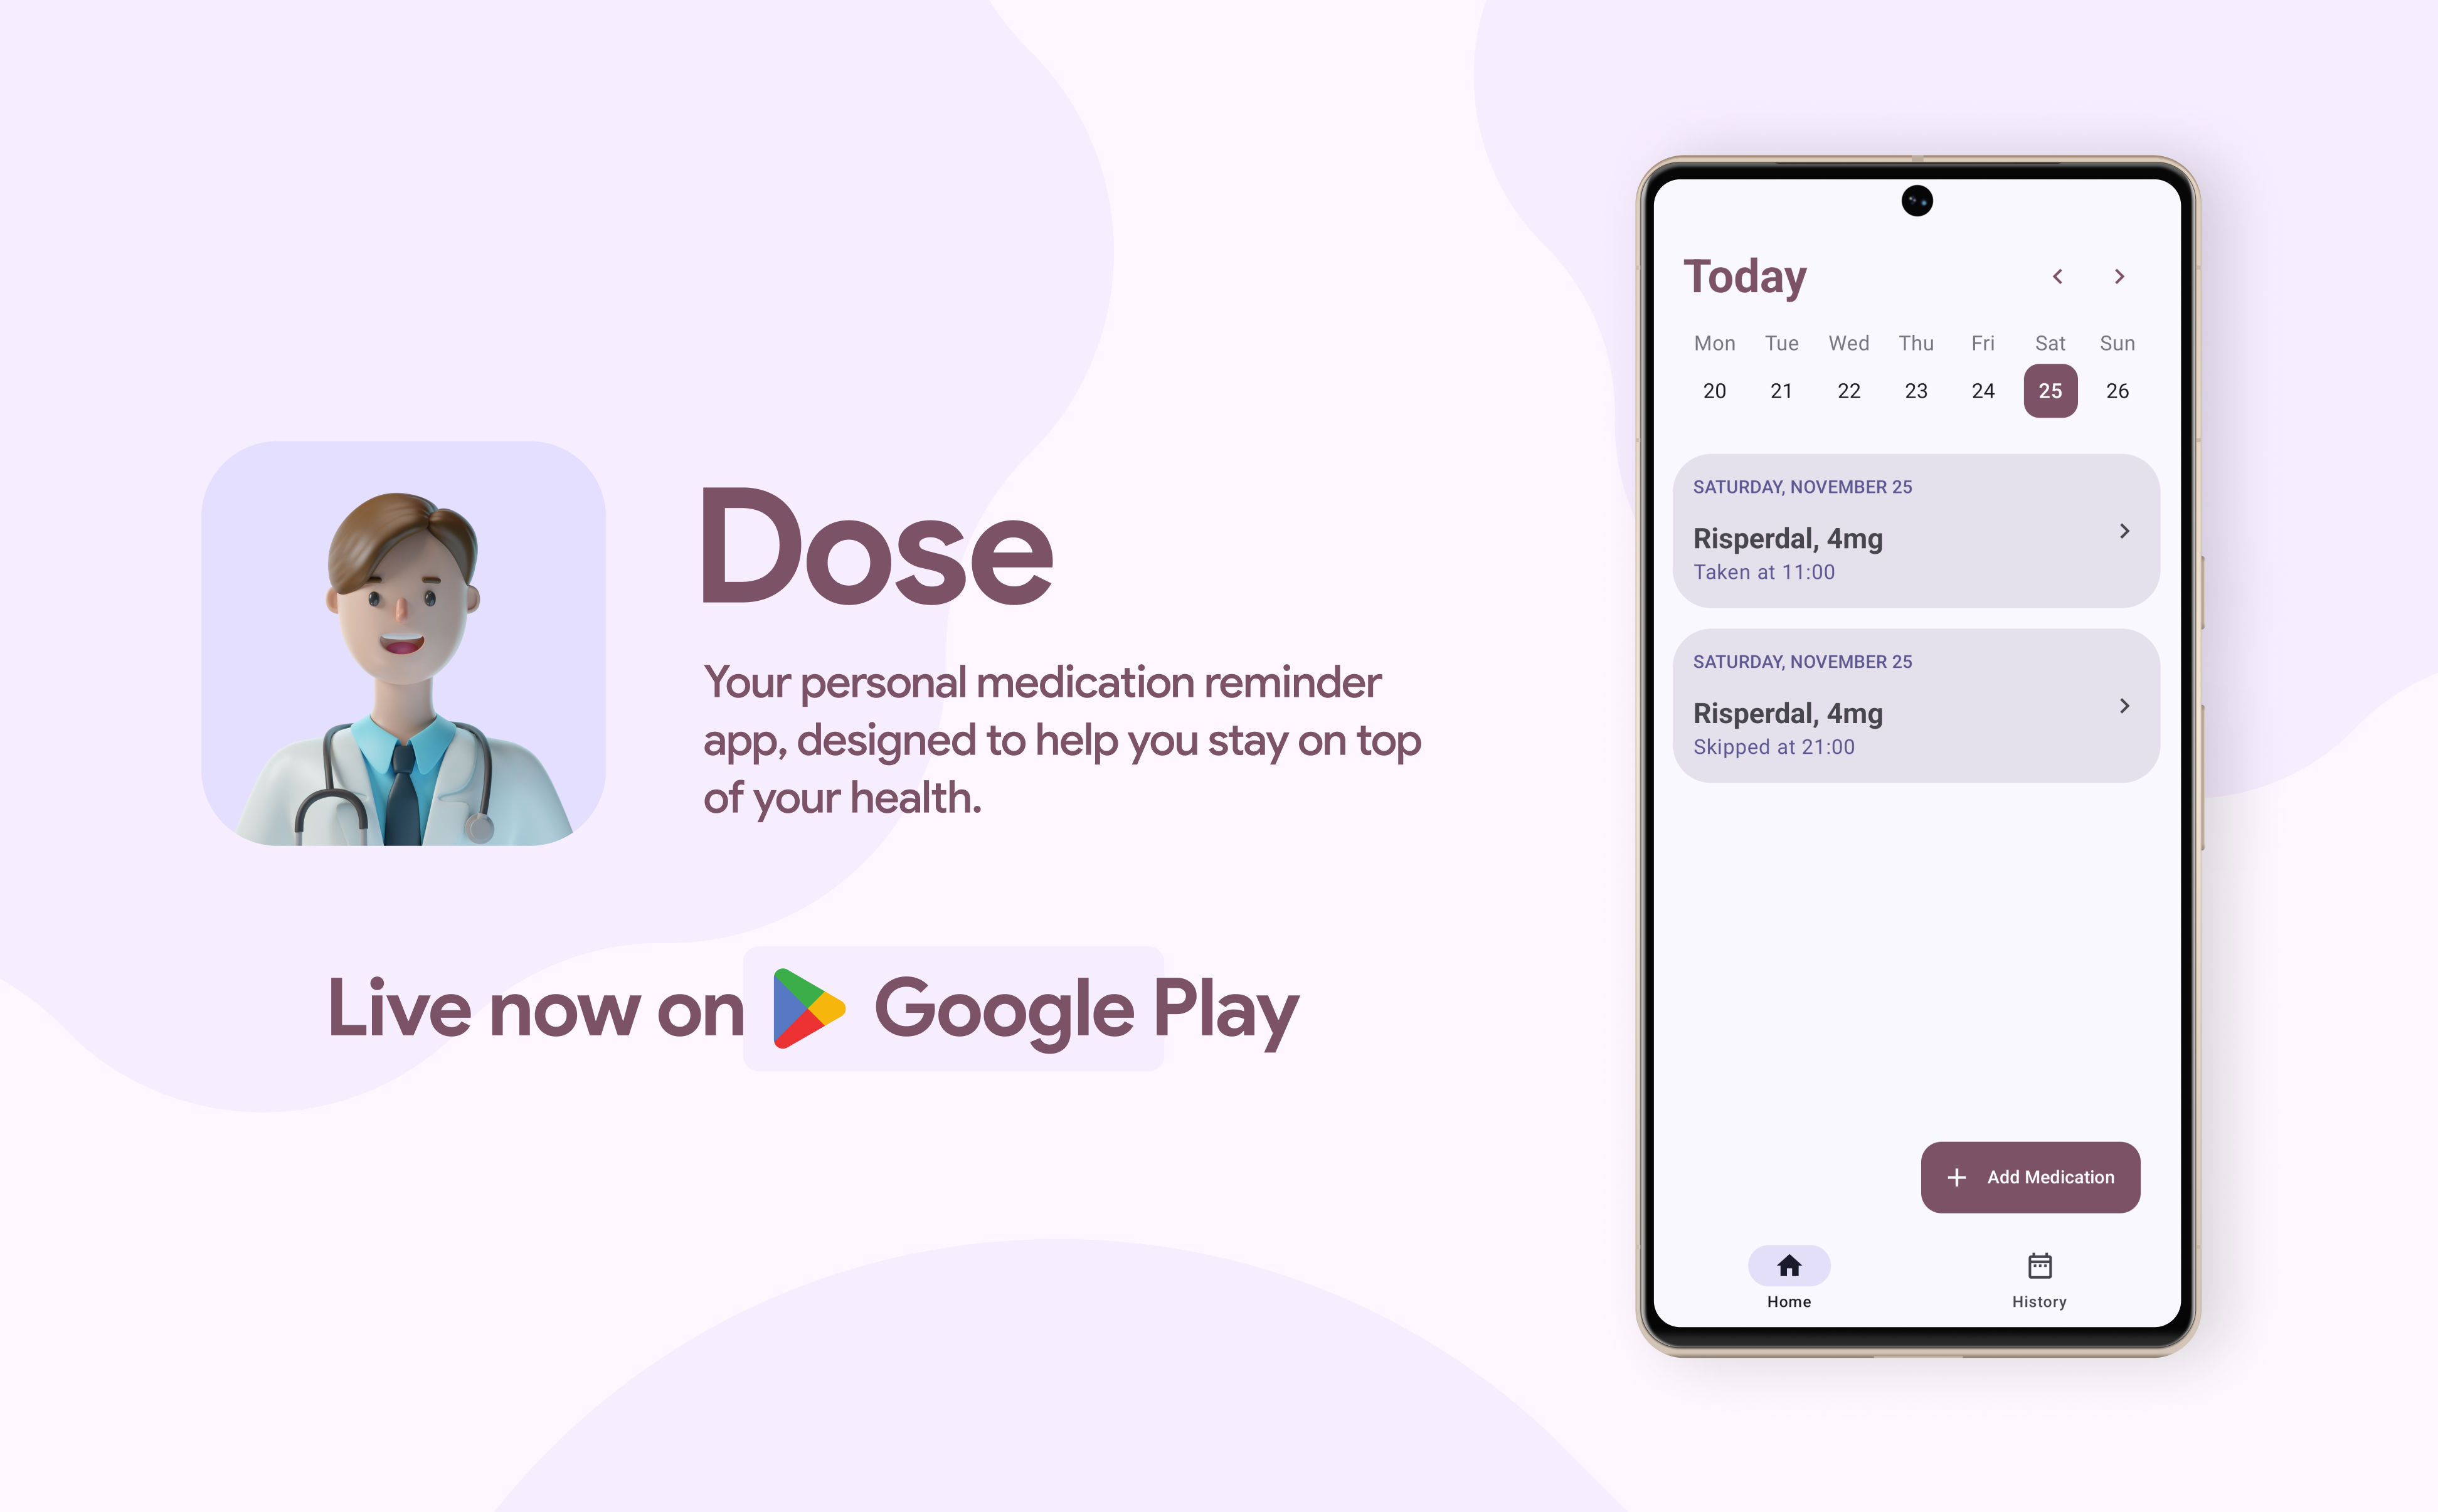 Dose
Your personal medication reminder
app, designed to help you stay on top
of your health.
Live now on Google Play
Today
Mon Tue Wed Thu Fri Sat Sun
20 21 22 23 24 25 26
SATURDAY, NOVEMBER 25
Risperdal, 4mg
Taken at 11:00
SATURDAY, NOVEMBER 25
Risperdal, 4mg
Skipped at 21:00
Add Medication
Home History